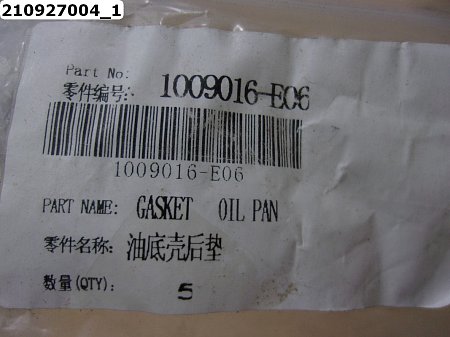 210927004_1
Part No:
零件编号: 1009016-E06
1009016-E06
PART NAME: GASKET OIL PAN
零件名称: 油底壳后垫
数量(QTY): 5